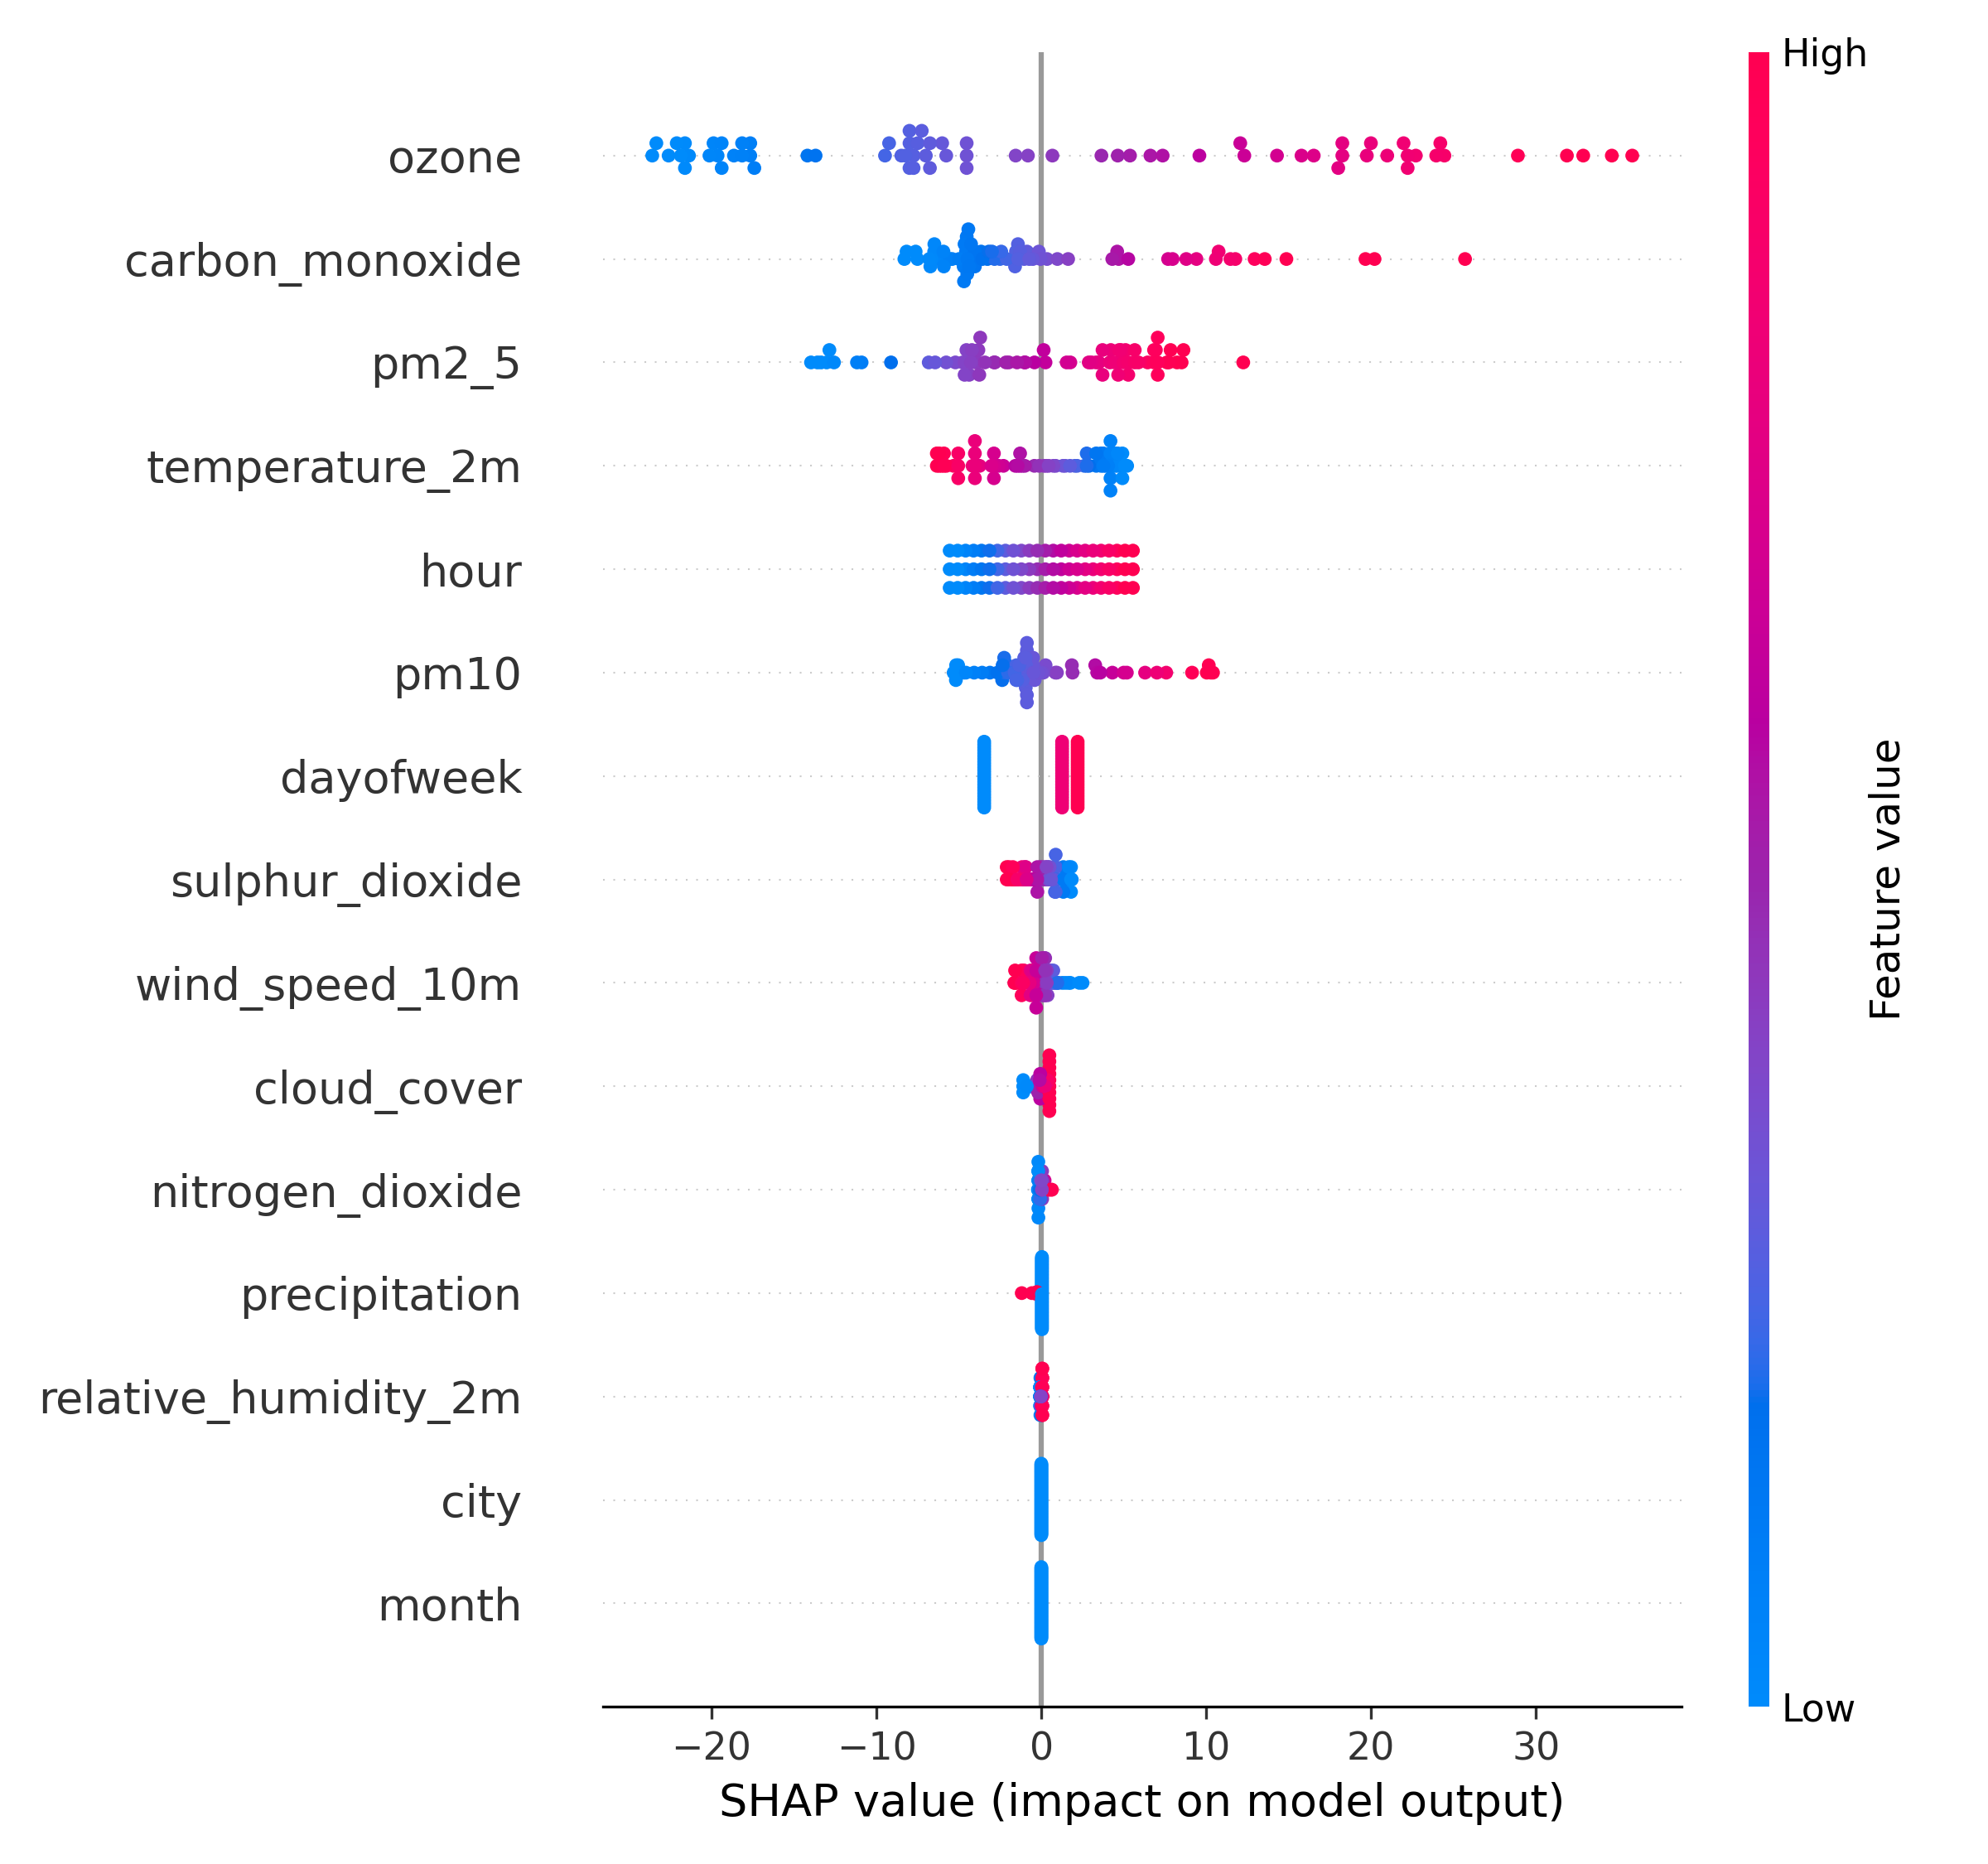 High
ozone
carbon_monoxide
pm2_5
temperature_2m
hour
pm10
dayofweek
sulphur_dioxide
wind_speed_10m
cloud_cover
nitrogen_dioxide
precipitation
relative_humidity_2m
city
month
Feature value
Low
−20 −10 0 10 20 30
SHAP value (impact on model output)